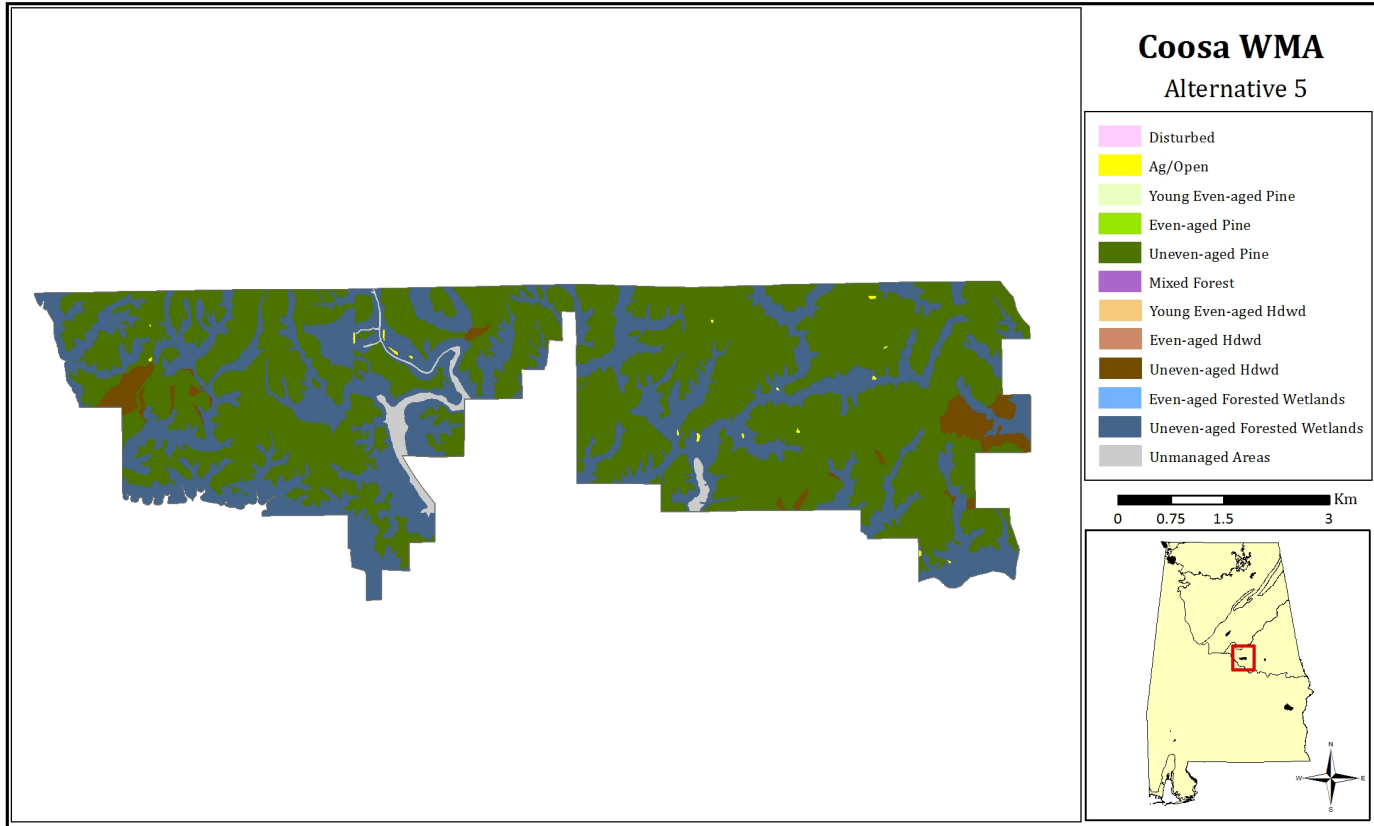 Coosa WMA
Alternative 5
Disturbed
Ag/Open
Young Even-aged Pine
Even-aged Pine
Uneven-aged Pine
Mixed Forest
Young Even-aged Hdwd
Even-aged Hdwd
Uneven-aged Hdwd
Even-aged Forested Wetlands
Uneven-aged Forested Wetlands
Unmanaged Areas
Km
0 0.75 1.5 3
N
W E
S